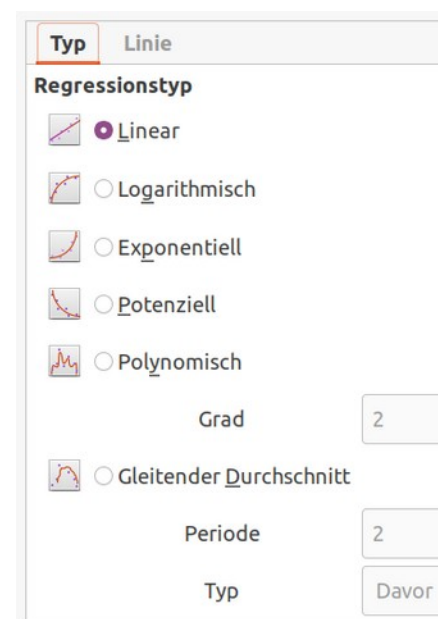 Typ Linie
Regressionstyp
Linear
Logarithmisch
Exponentiell
Potenziell
Polynomisch
Grad 2
Gleitender Durchschnitt
Periode 2
Typ Davor